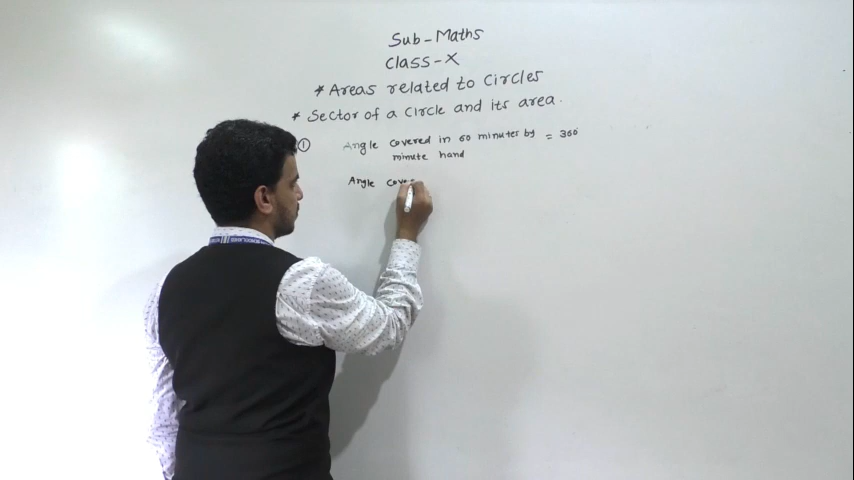 Sub-Maths
Class-X
* Areas related to Circles
* Sector of a Circle and its area.
① Angle covered in 60 minutes by = 360°
minute hand
Angle cove